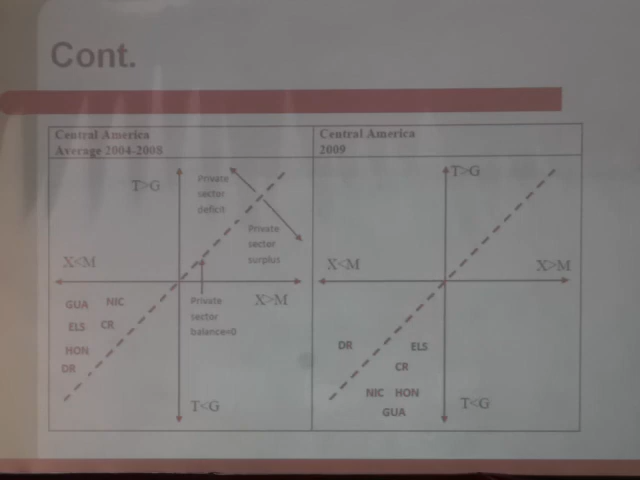 Cont.
Central America
Average 2004-2008
T>G
Private
sector
deficit
Private
sector
surplus
X<M
X>M
GUA NIC
ELS CR
HON
DR
Private
sector
balance=0
T<G
Central America
2009
T>G
X<M
X>M
DR
ELS
CR
NIC HON
GUA
T<G